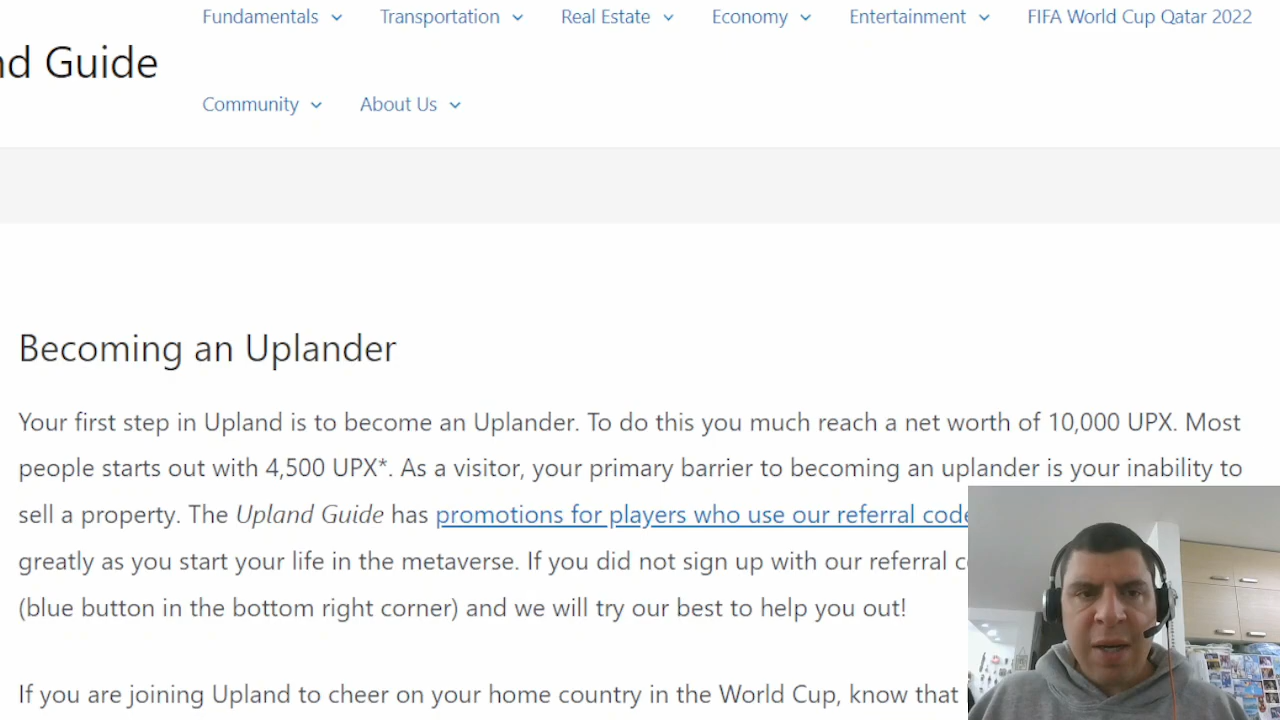 Fundamentals Transportation Real Estate Economy Entertainment FIFA World Cup Qatar 2022
nd Guide
Community About Us
Becoming an Uplander
Your first step in Upland is to become an Uplander. To do this you much reach a net worth of 10,000 UPX. Most
people starts out with 4,500 UPX*. As a visitor, your primary barrier to becoming an uplander is your inability to
sell a property. The Upland Guide has promotions for players who use our referral code
greatly as you start your life in the metaverse. If you did not sign up with our referral c
(blue button in the bottom right corner) and we will try our best to help you out!
If you are joining Upland to cheer on your home country in the World Cup, know that